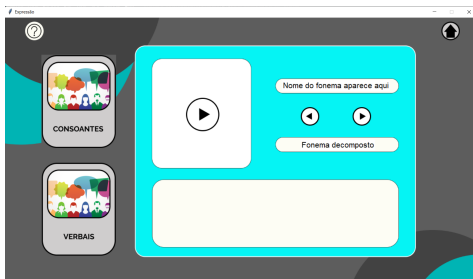 Expressão
?
Nome do fonema aparece aqui
CONSOANTES
Fonema decomposto
VERBAIS